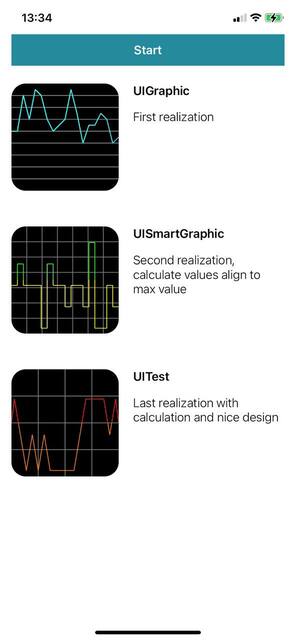 13:34
Start
UIGraphic
First realization
UISmartGraphic
Second realization,
calculate values align to
max value
UITest
Last realization with
calculation and nice design